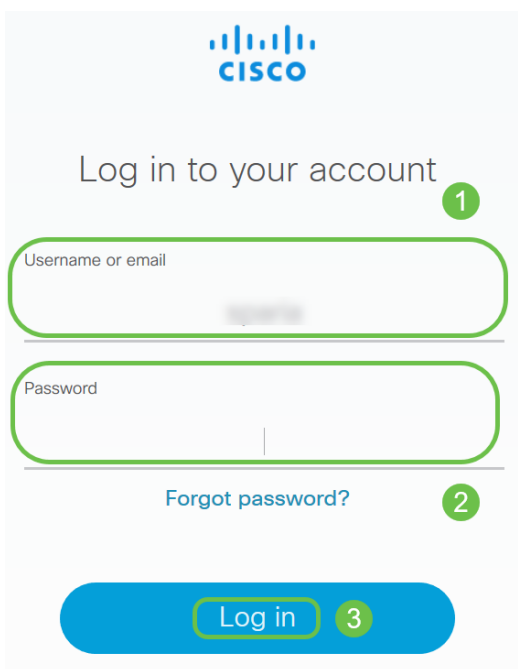 CISCO
Log in to your account
1
Username or email
Password
Forgot password?
2
Log in 3